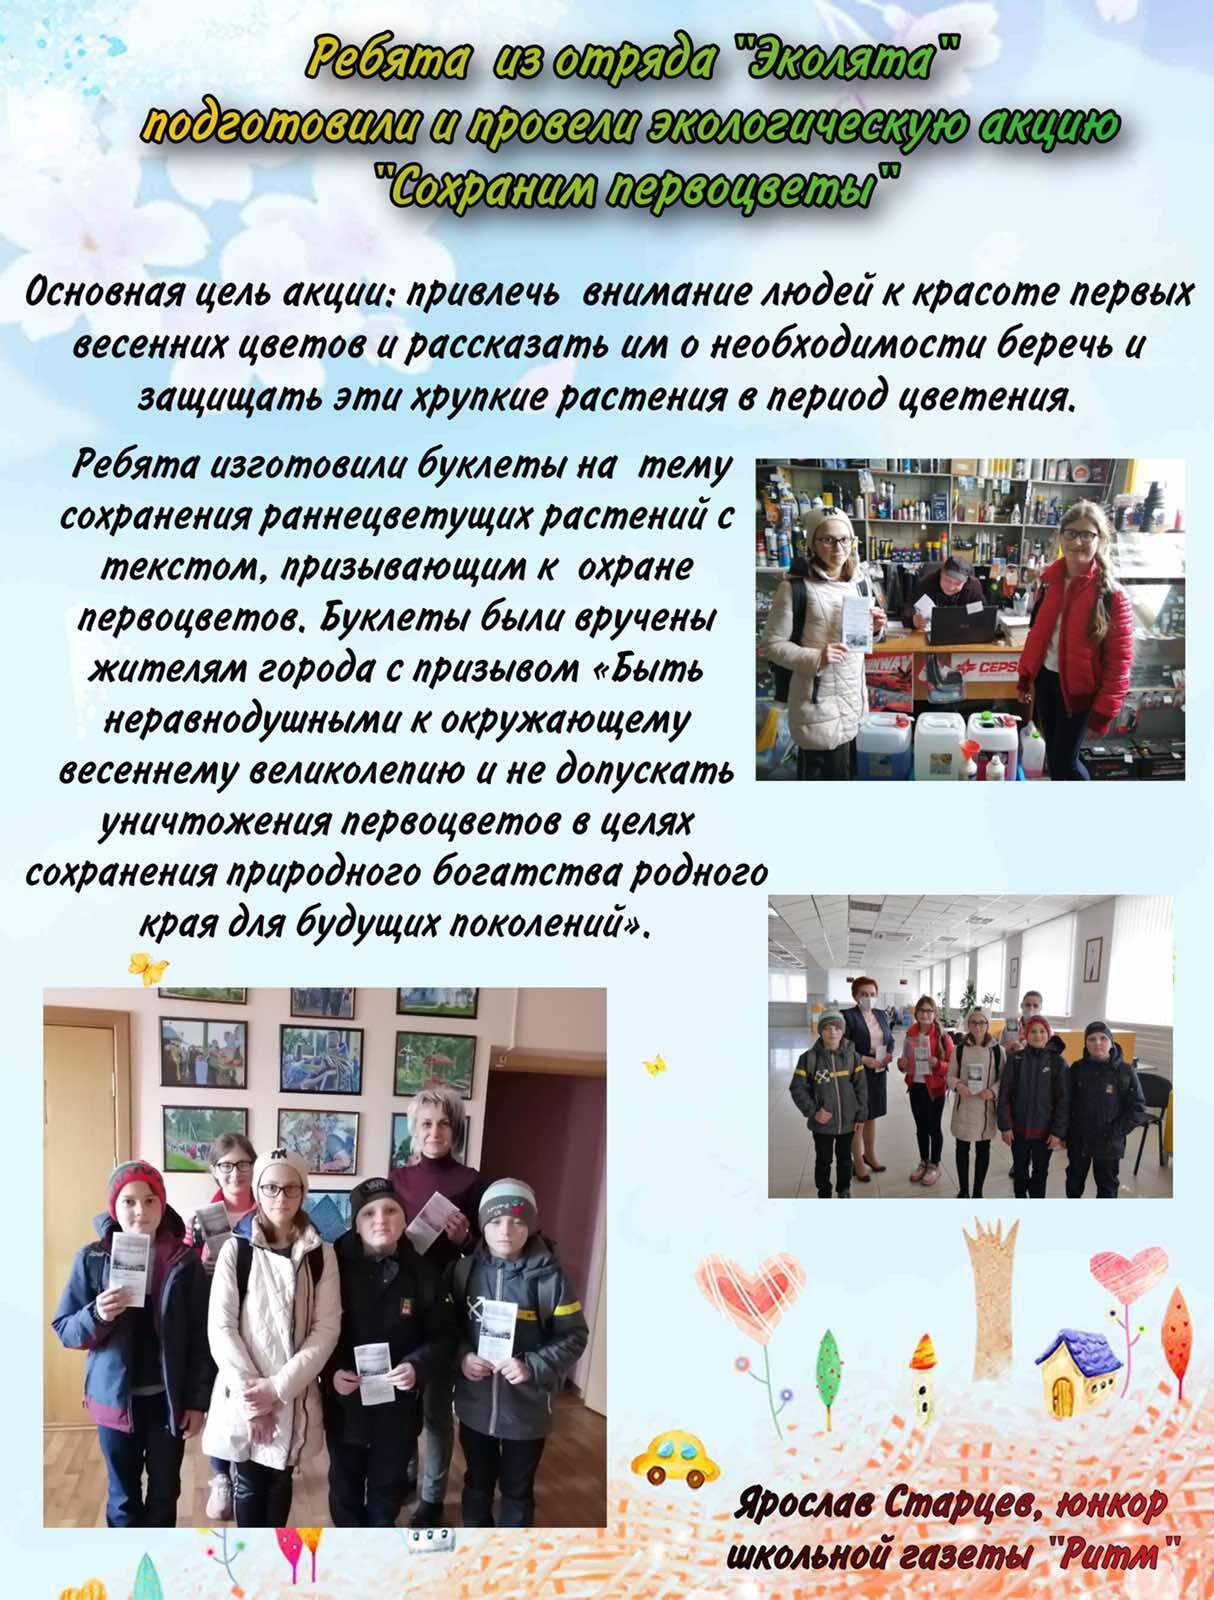 Ребята из отряда "Эколята"
подготовили и провели экологическую акцию
"Сохраним первоцветы"
Основная цель акции: привлечь внимание людей к красоте первых
весенних цветов и рассказать им о необходимости беречь и
защищать эти хрупкие растения в период цветения.
Ребята изготовили буклеты на тему
сохранения раннецветущих растений с
текстом, призывающим к охране
первоцветов. Буклеты были вручены
жителям города с призывом «Быть
неравнодушными к окружающему
весеннему великолепию и не допускать
уничтожения первоцветов в целях
сохранения природного богатства родного
края для будущих поколений».
CEPS
Ярослав Старцев, юнкор
школьной газеты "Ритм"